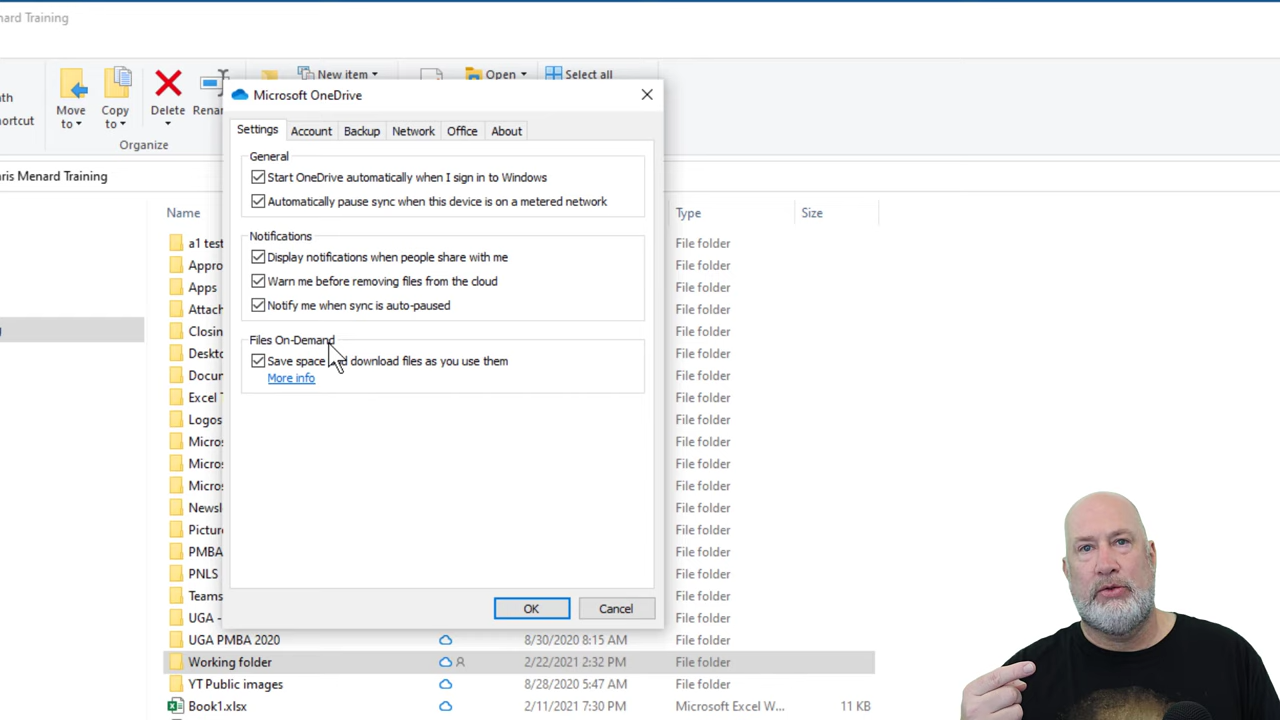 nard Training
New item
Open
Select all
ath
ortcut
Move to
Copy to
Delete
Renam
Organize
ris Menard Training
Microsoft OneDrive
Settings Account Backup Network Office About
General
Start OneDrive automatically when I sign in to Windows
Automatically pause sync when this device is on a metered network
Notifications
Display notifications when people share with me
Warn me before removing files from the cloud
Notify me when sync is auto-paused
Files On-Demand
Save space and download files as you use them
More info
OK Cancel
Name Type Size
a1 test File folder
Appro File folder
Apps File folder
Attach File folder
Closin File folder
Deskto File folder
Docum File folder
Excel T File folder
Logos File folder
Micros File folder
Micros File folder
Micros File folder
Newsl File folder
Picture File folder
PMBA File folder
PNLS File folder
Teams File folder
UGA - File folder
UGA PMBA 2020 8/30/2020 8:15 AM File folder
Working folder 2/22/2021 2:32 PM File folder
YT Public images 8/28/2020 5:47 AM File folder
Book1.xlsx 2/11/2021 7:30 PM Microsoft Excel W... 11 KB